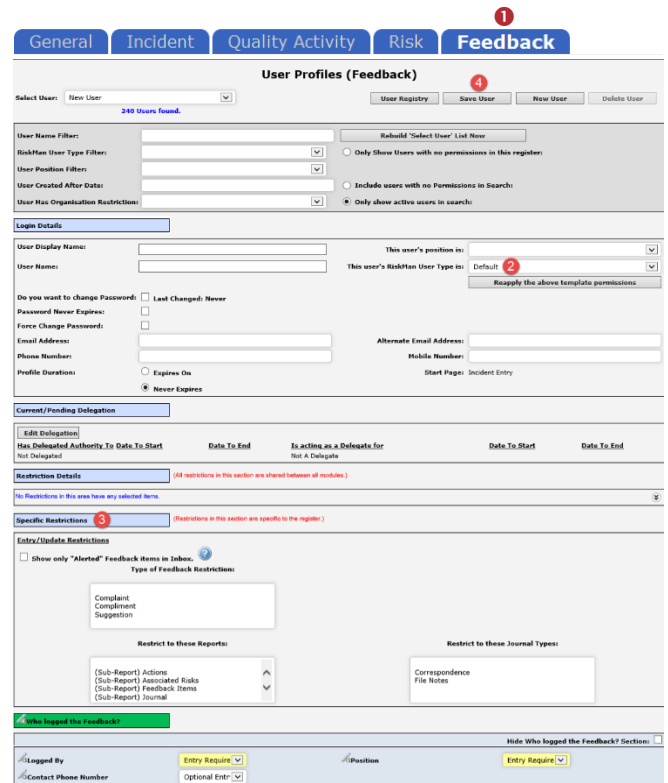 1
General Incident Quality Activity Risk Feedback
User Profiles (Feedback)
4
Select User: New User User Registry Save User New User Delete User
240 Users found.
User Name Filter: Rebuild 'Select User' List Now
RiskMan User Type Filter: Only Show Users with no permissions in this register:
User Position Filter:
User Created After Date: Include users with no Permissions in Search:
User Has Organisation Restriction: Only show active users in search:
Login Details
User Display Name: This user's position is:
User Name: This user's RiskMan User Type is: Default 2
Reapply the above template permissions
Do you want to change Password: Last Changed: Never
Password Never Expires:
Force Change Password:
Email Address: Alternate Email Address:
Phone Number: Mobile Number:
Profile Duration: Expires On Start Page: Incident Entry
Never Expires
Current/Pending Delegation
Edit Delegation
Has Delegated Authority To Date To Start Date To End Is acting as a Delegate for Date To Start Date To End
Not Delegated Not A Delegate
Restriction Details (All restrictions in this section are shared between all modules.)
No Restrictions in this area have any selected items.
Specific Restrictions 3 (Restrictions in this section are specific to the register.)
Entry/Update Restrictions
Show only "Alerted" Feedback items in Inbox. ?
Type of Feedback Restriction:
Complaint
Compliment
Suggestion
Restrict to these Reports: Restrict to these Journal Types:
(Sub-Report) Actions Correspondence
(Sub-Report) Associated Risks File Notes
(Sub-Report) Feedback Items
(Sub-Report) Journal
Who logged the Feedback?
Hide Who logged the Feedback? Section:
Logged By Entry Require Position Entry Require
Contact Phone Number Optional Entr